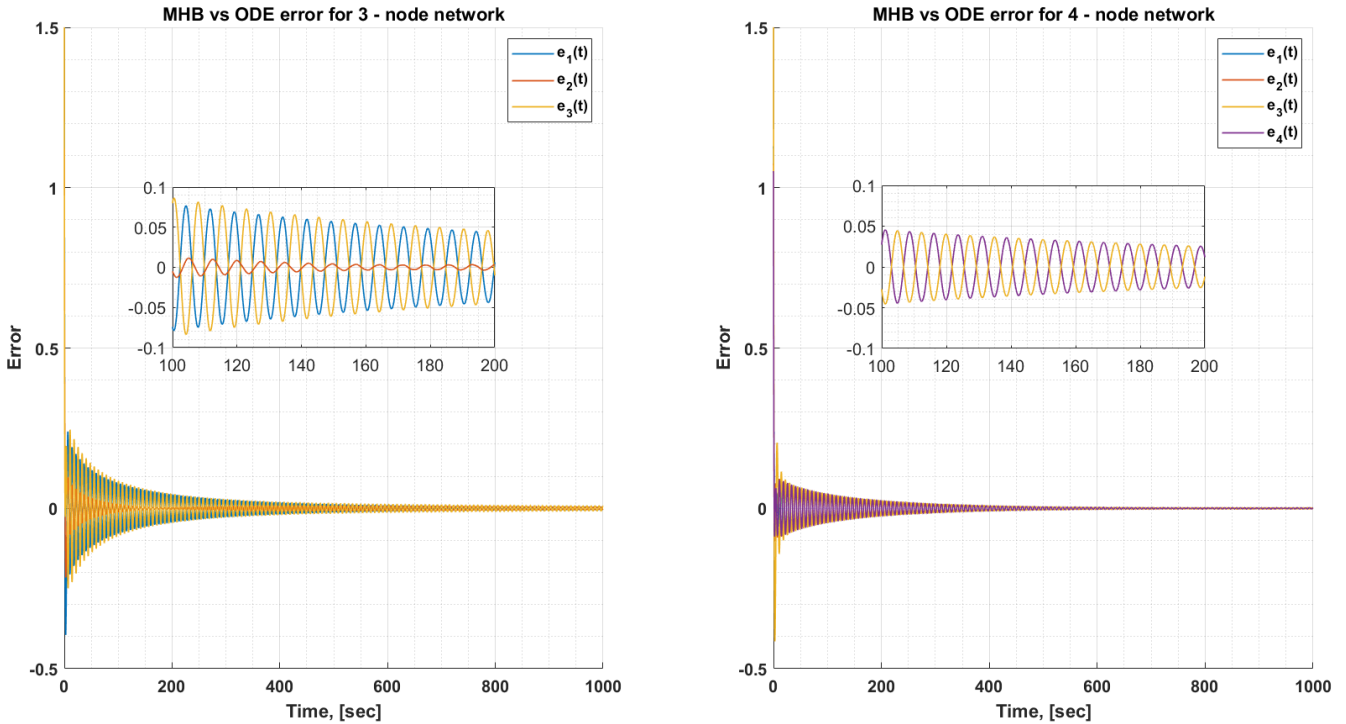 MHB vs ODE error for 3 - node network
1.5
1
0.5
0
-0.5
Error
e1(t)
e2(t)
e3(t)
0.1
0.05
0
-0.05
-0.1
100 120 140 160 180 200
0 200 400 600 800 1000
Time, [sec]
MHB vs ODE error for 4 - node network
1.5
1
0.5
0
-0.5
Error
e1(t)
e2(t)
e3(t)
e4(t)
0.1
0.05
0
-0.05
-0.1
100 120 140 160 180 200
0 200 400 600 800 1000
Time, [sec]